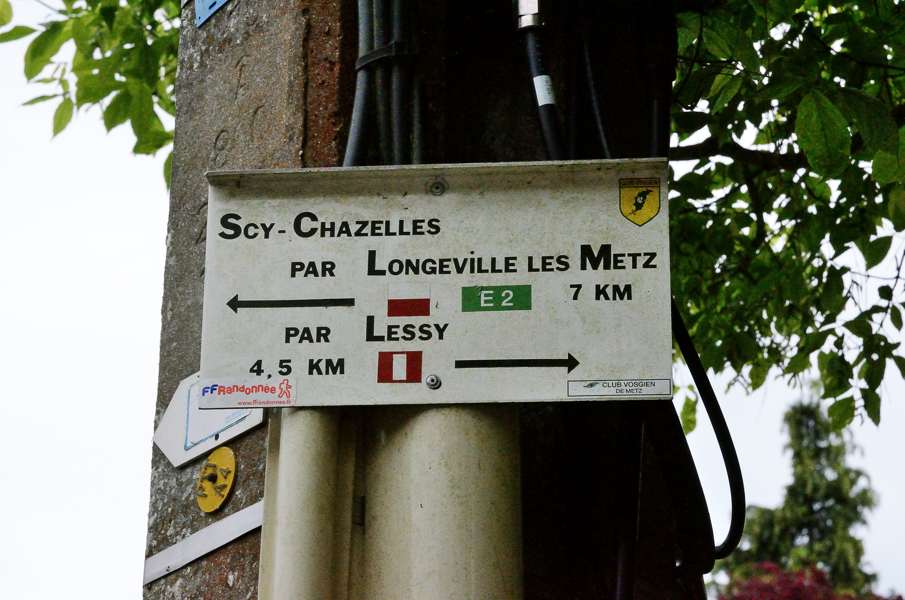 SCY-CHAZELLES
PAR LONGEVILLE LES METZ
E 2 7 KM
PAR LESSY
4,5 KM
FFRandonnée
www.ffrandonnee.fr
CLUB VOSGIEN
DE METZ